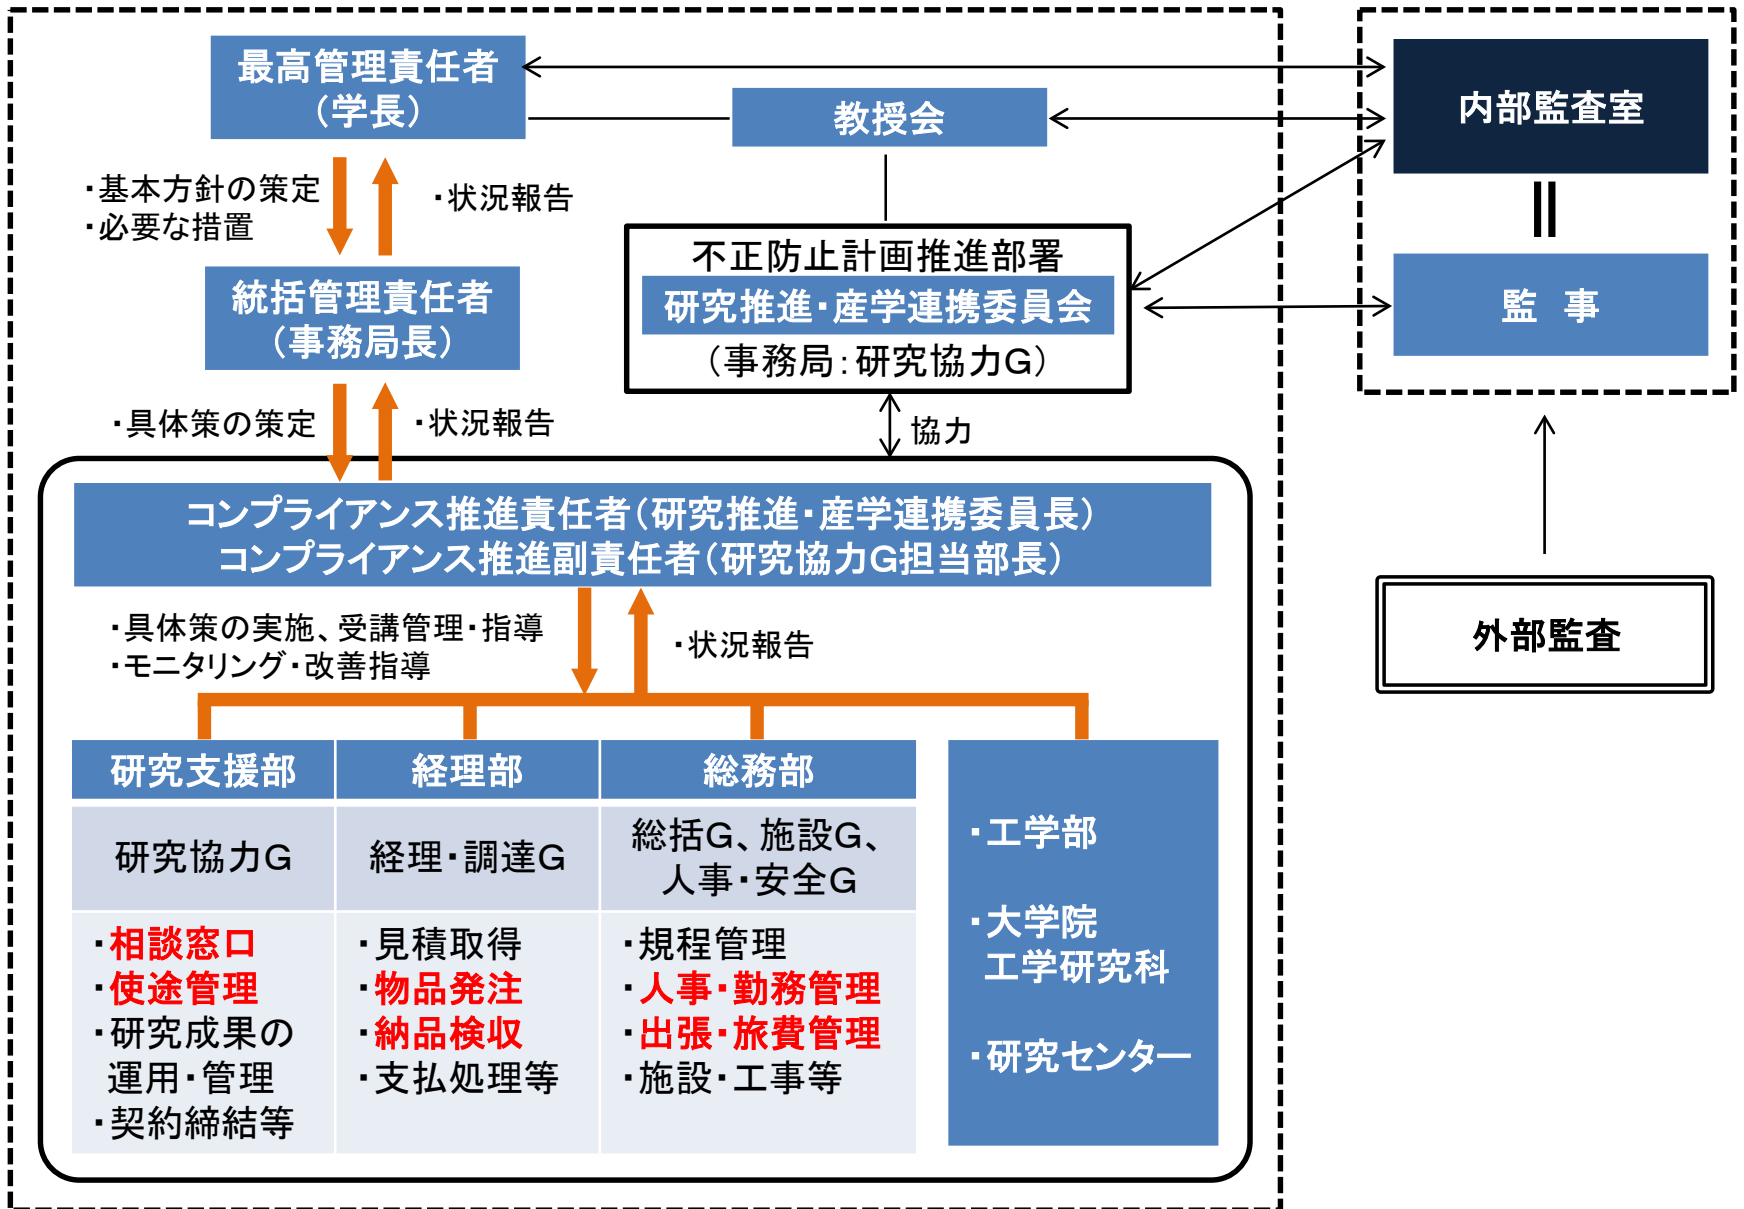 最高管理責任者
（学長）
教授会
内部監査室
・基本方針の策定
・必要な措置
・状況報告
統括管理責任者
（事務局長）
不正防止計画推進部署
研究推進・産学連携委員会
（事務局：研究協力G）
監　事
・具体策の策定
・状況報告
協力
コンプライアンス推進責任者（研究推進・産学連携委員長）
コンプライアンス推進副責任者（研究協力G担当部長）
外部監査
・具体策の実施、受講管理・指導
・モニタリング・改善指導
・状況報告
研究支援部
研究協力G
・相談窓口
・使途管理
・研究成果の
運用・管理
・契約締結等
経理部
経理・調達G
・見積取得
・物品発注
・納品検収
・支払処理等
総務部
総括G、施設G、
人事・安全G
・規程管理
・人事・勤務管理
・出張・旅費管理
・施設・工事等
・工学部
・大学院
工学研究科
・研究センター